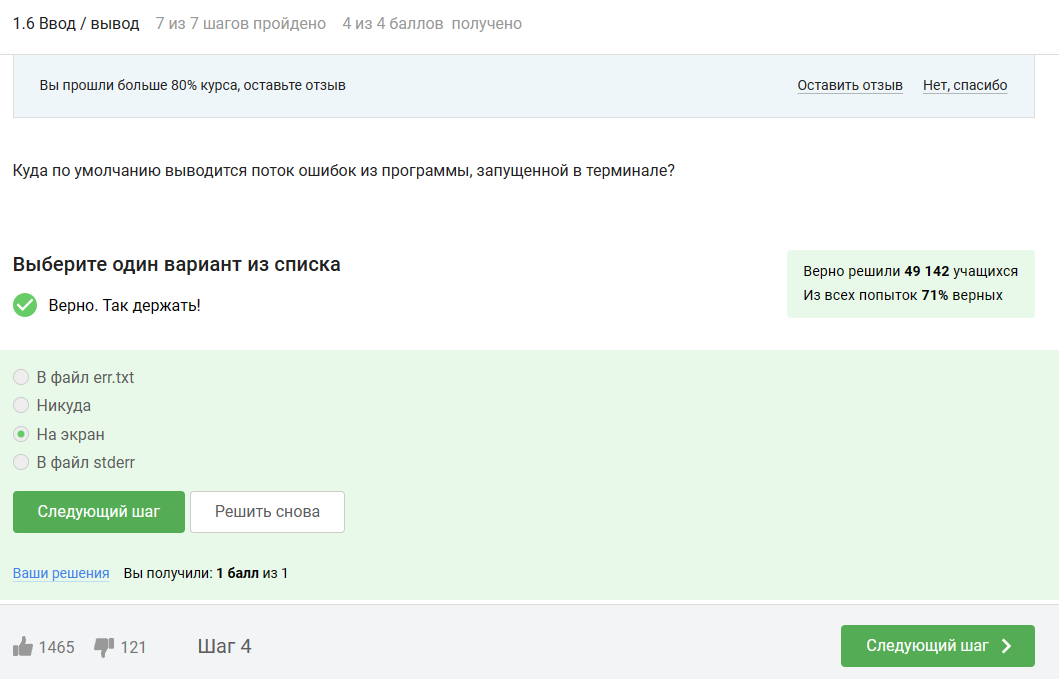 1.6 Ввод / вывод 7 из 7 шагов пройдено 4 из 4 баллов получено
Вы прошли больше 80% курса, оставьте отзыв Оставить отзыв Нет, спасибо
Куда по умолчанию выводится поток ошибок из программы, запущенной в терминале?
Выберите один вариант из списка
Верно. Так держать!
Верно решили 49 142 учащихся
Из всех попыток 71% верных
В файл err.txt
Никуда
На экран
В файл stderr
Следующий шаг Решить снова
Ваши решения Вы получили: 1 балл из 1
1465 121 Шаг 4 Следующий шаг